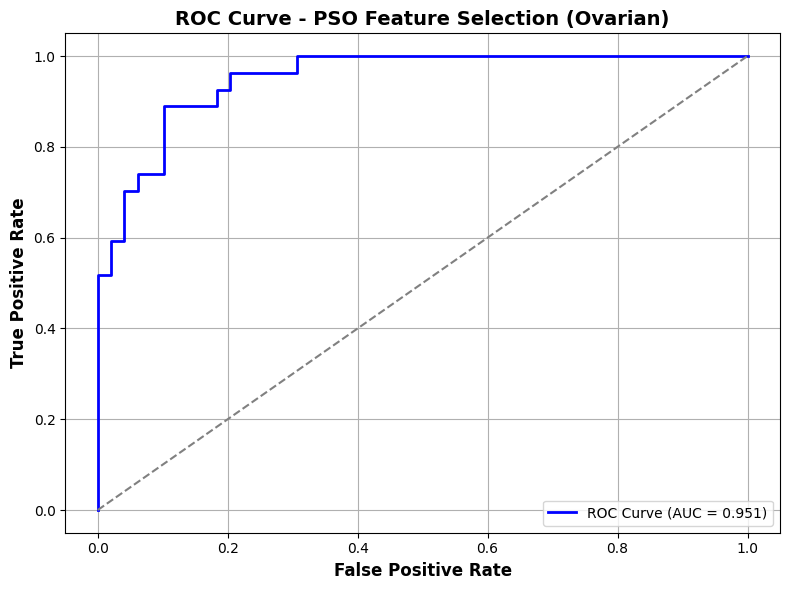 ROC Curve - PSO Feature Selection (Ovarian)
True Positive Rate
1.0
0.8
0.6
0.4
0.2
0.0
ROC Curve (AUC = 0.951)
0.0 0.2 0.4 0.6 0.8 1.0
False Positive Rate